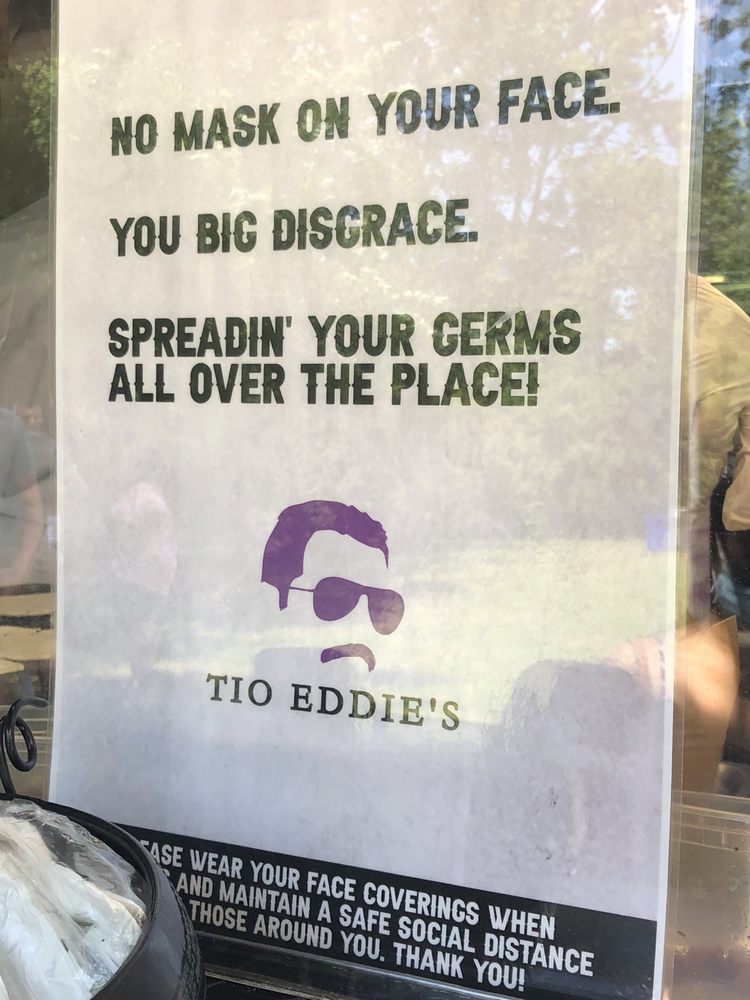 NO MASK ON YOUR FACE.
YOU BIG DISGRACE.
SPREADIN' YOUR GERMS
ALL OVER THE PLACE!
TIO EDDIE'S
WEAR YOUR FACE COVERINGS WHEN
AND MAINTAIN A SAFE SOCIAL DISTANCE
THOSE AROUND YOU. THANK YOU!